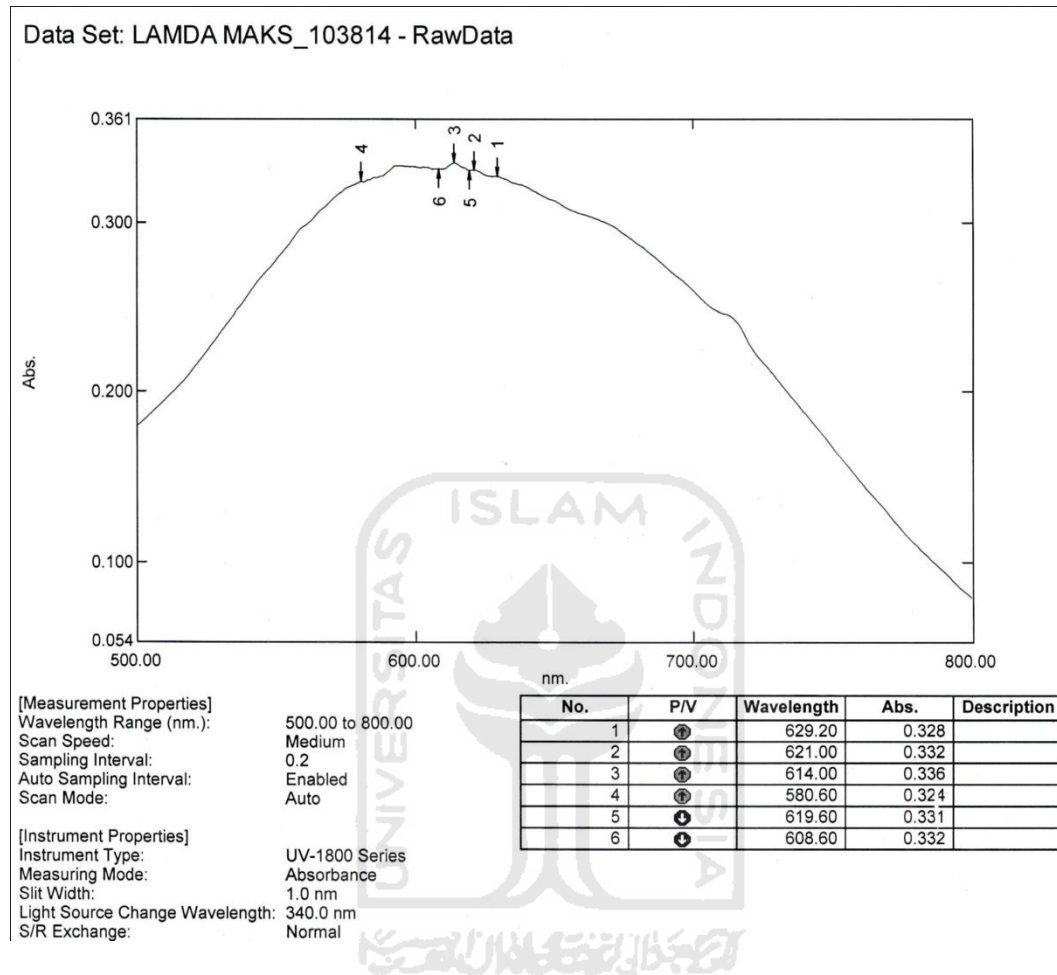 Data Set: LAMDA MAKS_103814 - RawData
0.361
0.300
0.200
0.100
0.054
Abs.
4
3
2
1
6
5
500.00 600.00 700.00 800.00
nm.
[Measurement Properties]
Wavelength Range (nm.): 500.00 to 800.00
Scan Speed: Medium
Sampling Interval: 0.2
Auto Sampling Interval: Enabled
Scan Mode: Auto
[Instrument Properties]
Instrument Type: UV-1800 Series
Measuring Mode: Absorbance
Slit Width: 1.0 nm
Light Source Change Wavelength: 340.0 nm
S/R Exchange: Normal
No. P/V Wavelength Abs. Description
1 629.20 0.328
2 621.00 0.332
3 614.00 0.336
4 580.60 0.324
5 619.60 0.331
6 608.60 0.332
UNIVERSITAS
ISLAM
INDONESIA